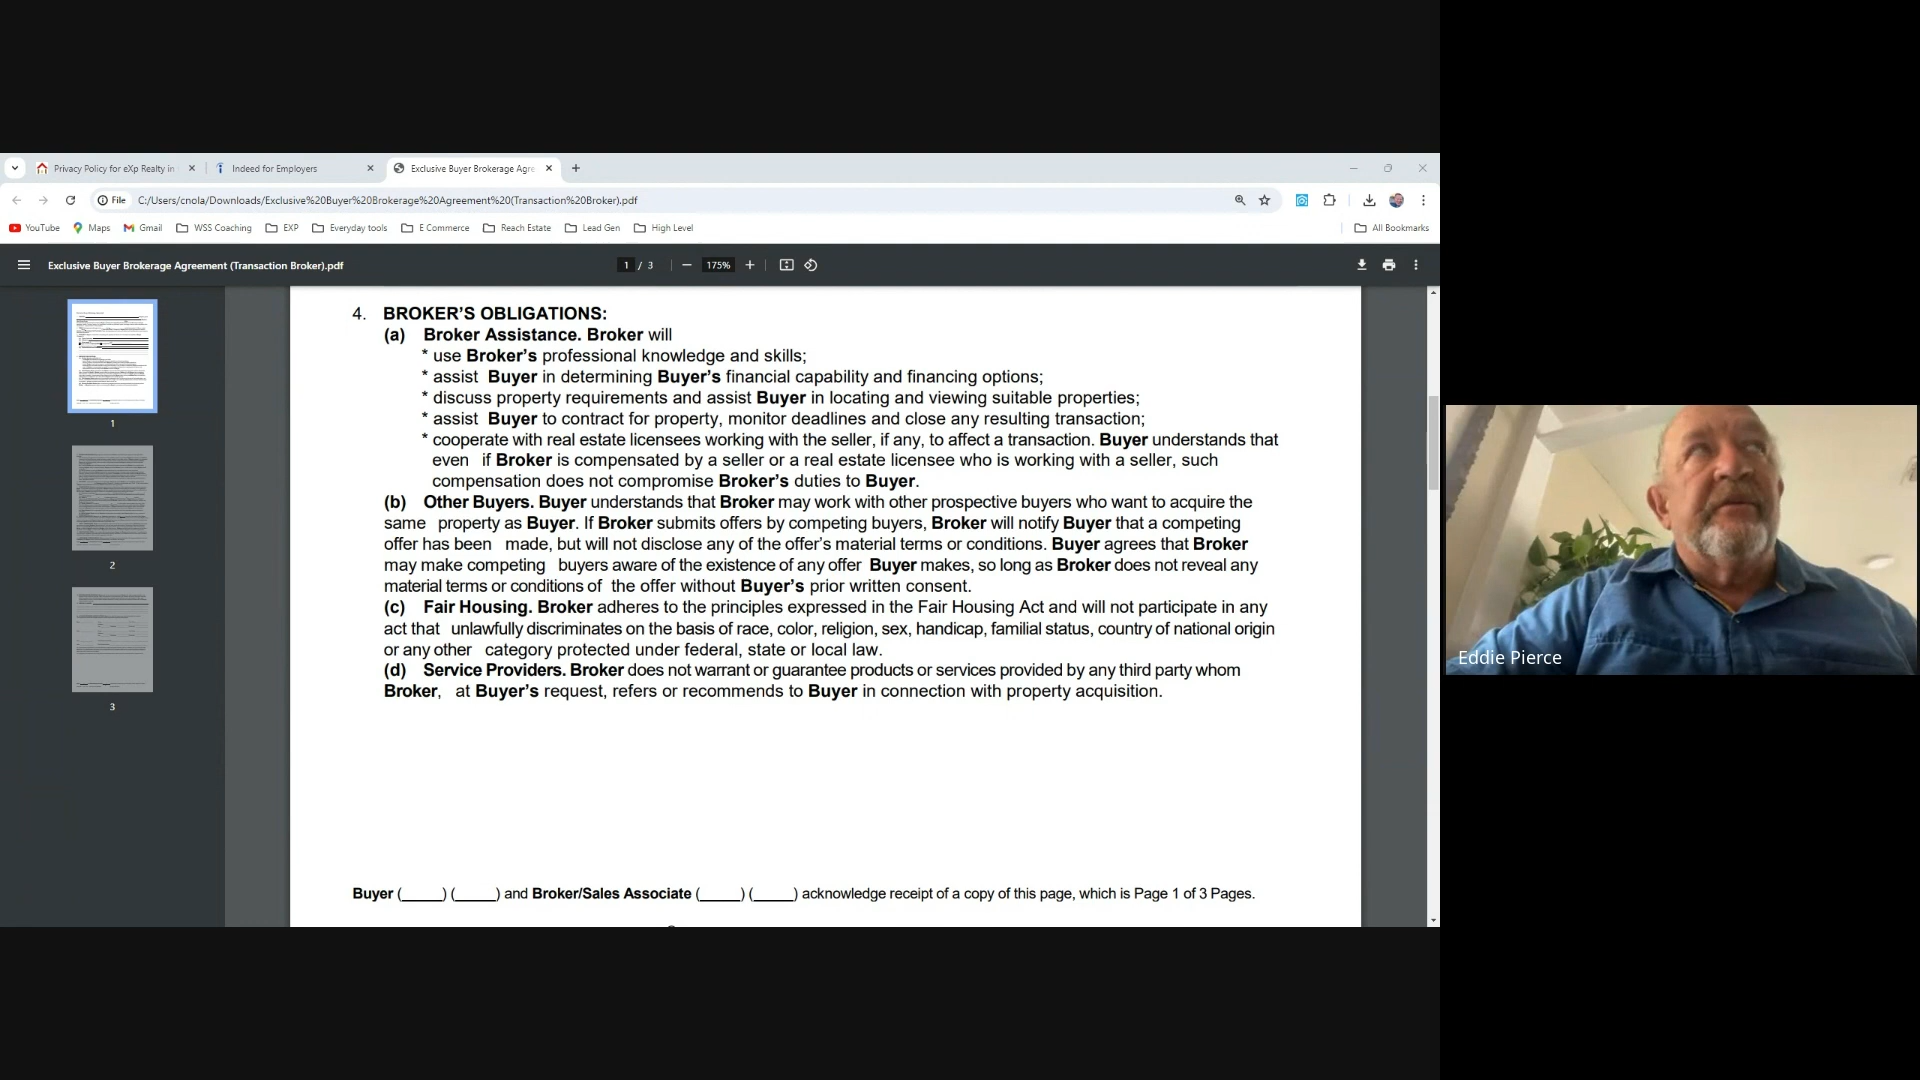 Privacy Policy for eXp Realty in
Indeed for Employers
Exclusive Buyer Brokerage Agre
File
C:/Users/cnola/Downloads/Exclusive%20Buyer%20Brokerage%20Agreement%20(Transaction%20Broker).pdf
YouTube
Maps
Gmail
WSS Coaching
EXP
Everyday tools
E Commerce
Reach Estate
Lead Gen
High Level
All Bookmarks
Exclusive Buyer Brokerage Agreement (Transaction Broker).pdf
1 / 3
175%
1
2
3
4. BROKER’S OBLIGATIONS:
(a) Broker Assistance. Broker will
* use Broker’s professional knowledge and skills;
* assist Buyer in determining Buyer’s financial capability and financing options;
* discuss property requirements and assist Buyer in locating and viewing suitable properties;
* assist Buyer to contract for property, monitor deadlines and close any resulting transaction;
* cooperate with real estate licensees working with the seller, if any, to affect a transaction. Buyer understands that
even if Broker is compensated by a seller or a real estate licensee who is working with a seller, such
compensation does not compromise Broker’s duties to Buyer.
(b) Other Buyers. Buyer understands that Broker may work with other prospective buyers who want to acquire the
same property as Buyer. If Broker submits offers by competing buyers, Broker will notify Buyer that a competing
offer has been made, but will not disclose any of the offer’s material terms or conditions. Buyer agrees that Broker
may make competing buyers aware of the existence of any offer Buyer makes, so long as Broker does not reveal any
material terms or conditions of the offer without Buyer’s prior written consent.
(c) Fair Housing. Broker adheres to the principles expressed in the Fair Housing Act and will not participate in any
act that unlawfully discriminates on the basis of race, color, religion, sex, handicap, familial status, country of national origin
or any other category protected under federal, state or local law.
(d) Service Providers. Broker does not warrant or guarantee products or services provided by any third party whom
Broker, at Buyer’s request, refers or recommends to Buyer in connection with property acquisition.
Buyer (_____) (_____) and Broker/Sales Associate (_____) (_____) acknowledge receipt of a copy of this page, which is Page 1 of 3 Pages.
Eddie Pierce